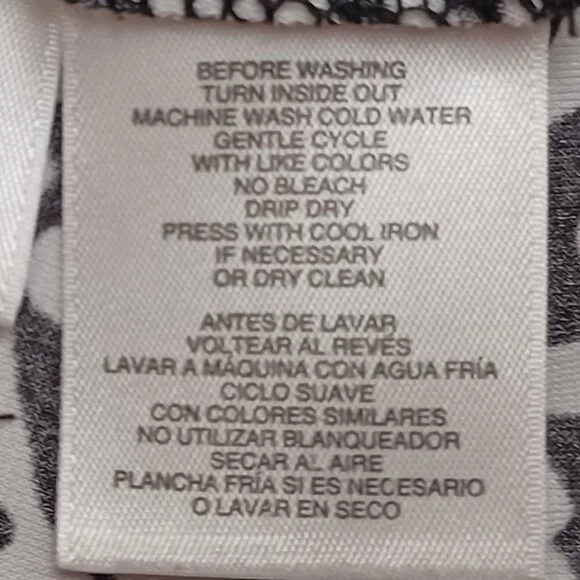 BEFORE WASHING
TURN INSIDE OUT
MACHINE WASH COLD WATER
GENTLE CYCLE
WITH LIKE COLORS
NO BLEACH
DRIP DRY
PRESS WITH COOL IRON
IF NECESSARY
OR DRY CLEAN
ANTES DE LAVAR
VOLTEAR AL REVÉS
LAVAR A MÁQUINA CON AGUA FRÍA
CICLO SUAVE
CON COLORES SIMILARES
NO UTILIZAR BLANQUEADOR
SECAR AL AIRE
PLANCHA FRÍA SI ES NECESARIO
O LAVAR EN SECO